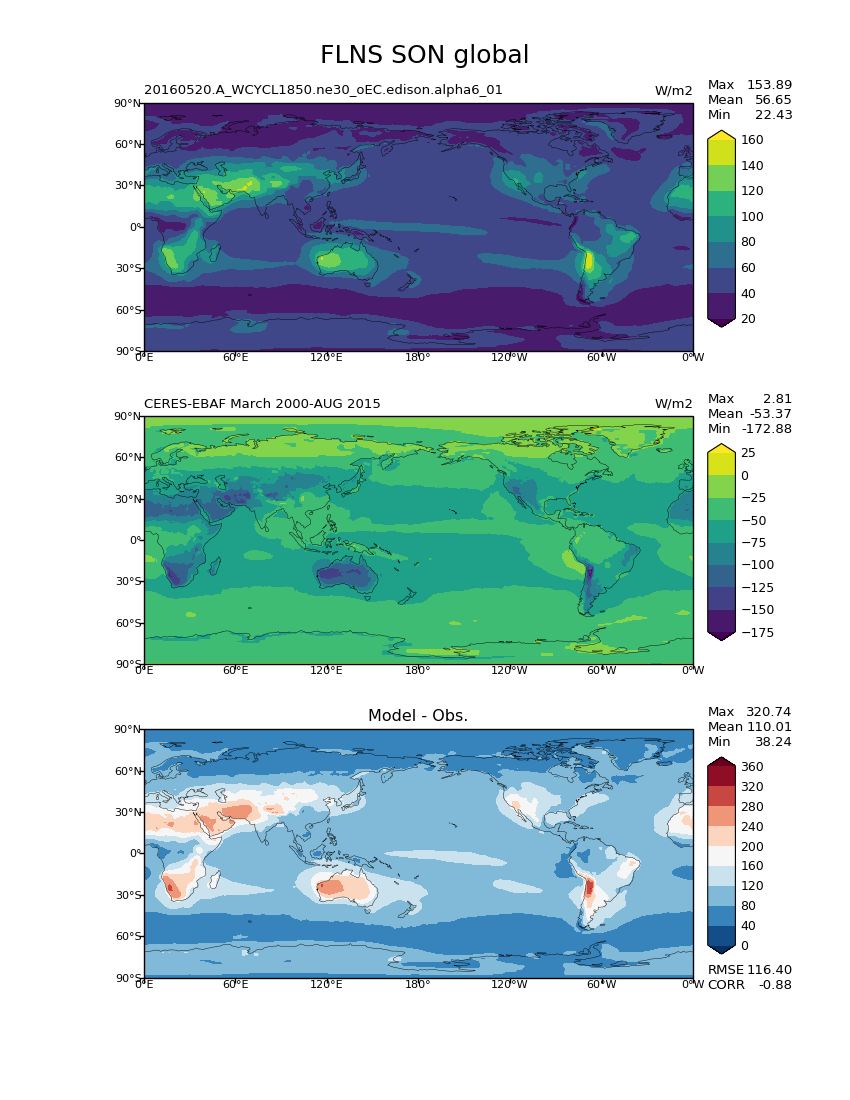 FLNS SON global
20160520.A_WCYCL1850.ne30_oEC.edison.alpha6_01 W/m2
Max 153.89
Mean 56.65
Min 22.43
90°N
60°N
30°N
0°
30°S
60°S
90°S
0°E 60°E 120°E 180° 120°W 60°W 0°W
160
140
120
100
80
60
40
20
CERES-EBAF March 2000-AUG 2015 W/m2
Max 2.81
Mean -53.37
Min -172.88
90°N
60°N
30°N
0°
30°S
60°S
90°S
0°E 60°E 120°E 180° 120°W 60°W 0°W
25
0
−25
−50
−75
−100
−125
−150
−175
Model - Obs.
Max 320.74
Mean 110.01
Min 38.24
90°N
60°N
30°N
0°
30°S
60°S
90°S
0°E 60°E 120°E 180° 120°W 60°W 0°W
360
320
280
240
200
160
120
80
40
0
RMSE 116.40
CORR -0.88